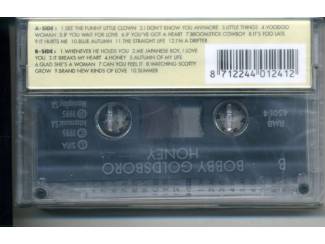 A-SIDE : 1 SEE THE FUNNY LITTLE CLOWN 2.I DON'T KNOW YOU ANYMORE 3.LITTLE THINGS 4.VOODOO
WOMAN 5.IF YOU WAIT FOR LOVE 6.IF YOU'VE GOT A HEART 7.BROOMSTICK COWBOY 8.IT'S TOO LATE
9.IT HURTS ME 10.BLUE AUTUMN 11.THE STRAIGHT LIFE 12.I'M A DRIFTER
B-SIDE : 1.WHENEVER HE HOLDS YOU 2.ME JAPANESE BOY, I LOVE
YOU 3.IT BREAKS MY HEART 4.HONEY 5.AUTUMN OF MY LIFE
6.GLAD SHE'S A WOMAN 7.CAN YOU FEEL IT 8.WATCHING SCOTTY
GROW 9.BRAND NEW KINDS OF LOVE 10.SUMMER
8 712244 012412
B
BOBBY GOLDSBORO
HONEY
RMB
1995